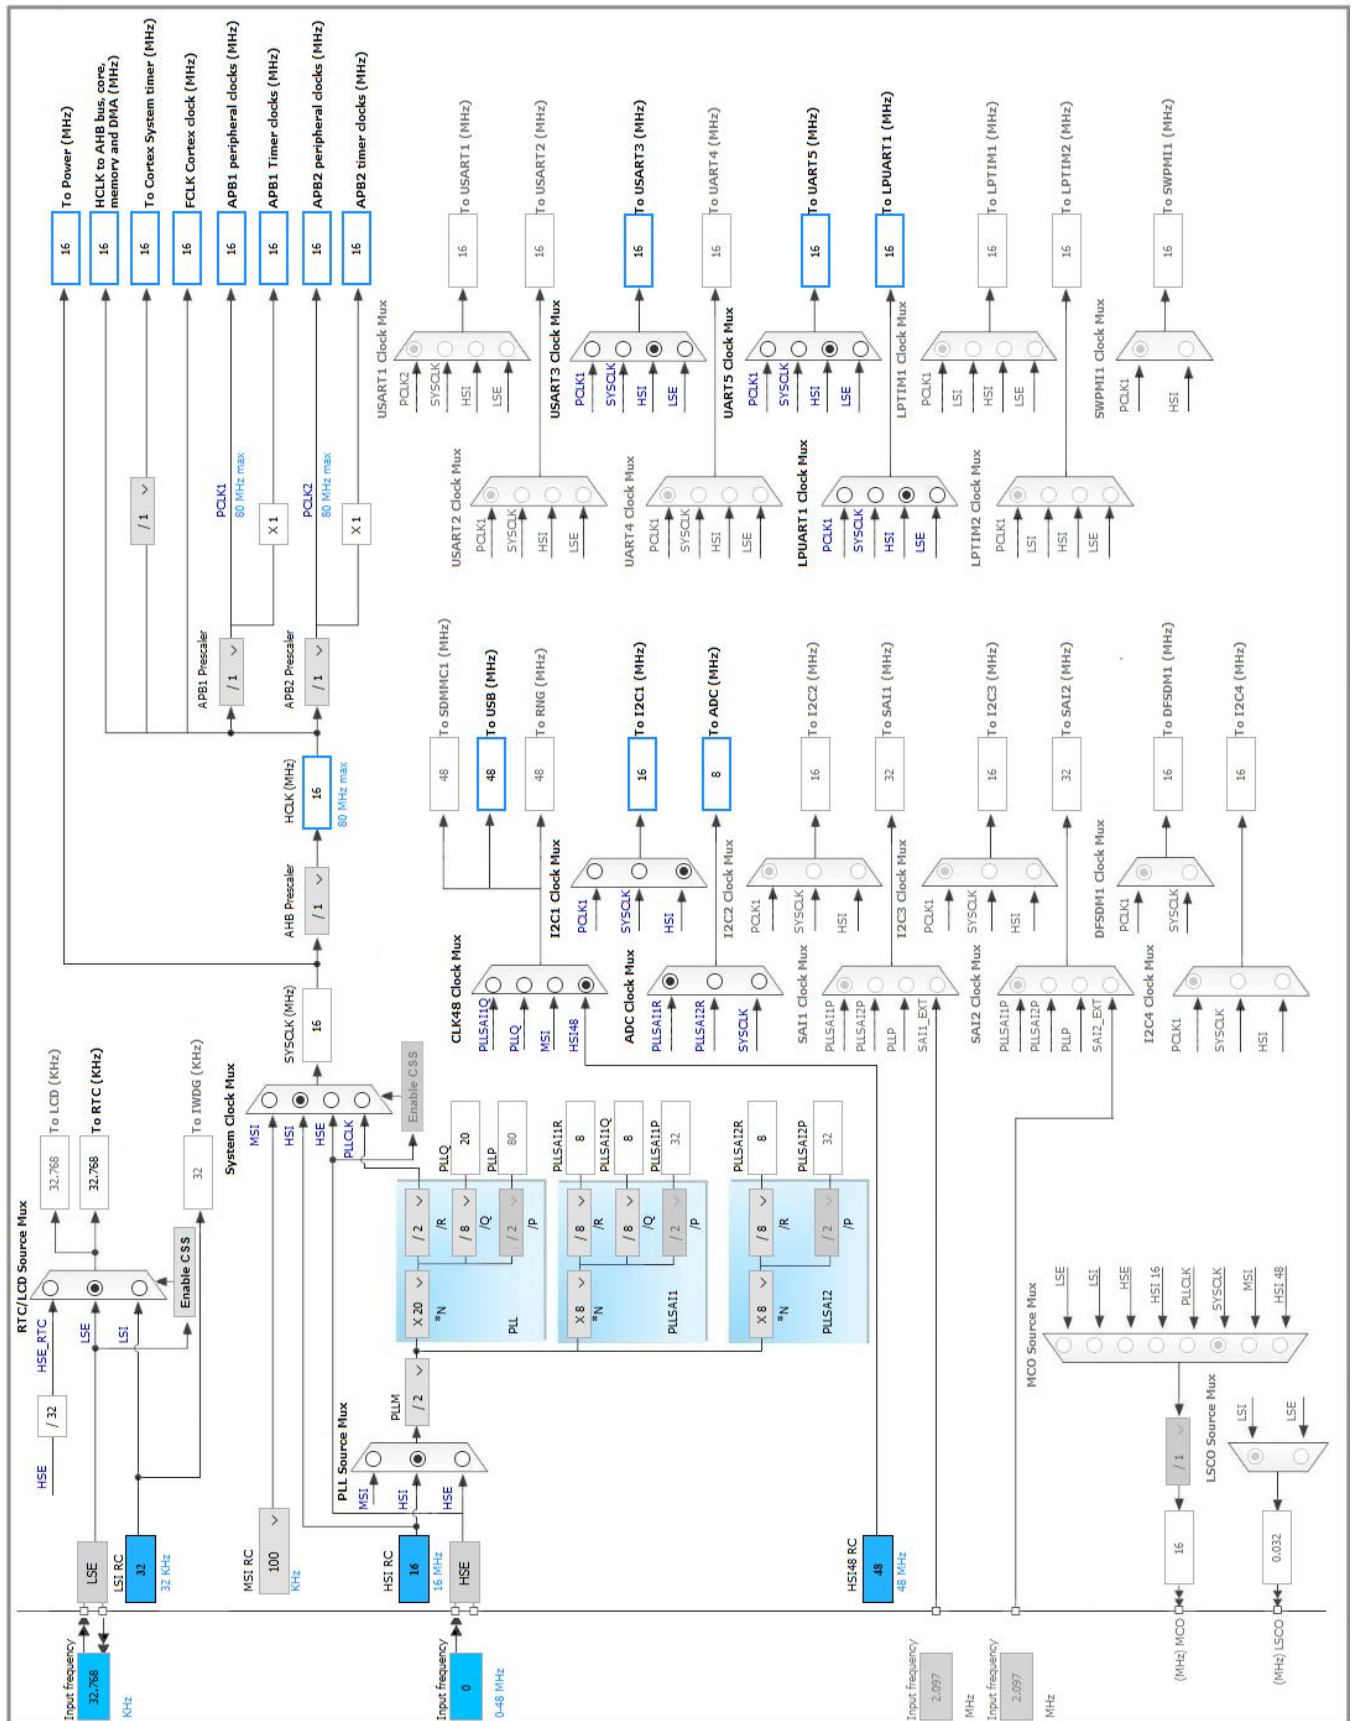 Input frequency
32.768
KHz
LSE
LSI RC
32
32 KHz
HSE
/ 32
HSE_RTC
LSE
LSI
RTC/LCD Source Mux
Enable CSS
32.768
To LCD (KHz)
32.768
To RTC (KHz)
32
To IWDG (KHz)
MSI RC
100
KHz
HSI RC
16
16 MHz
Input frequency
0
0-48 MHz
HSE
PLL Source Mux
MSI
HSI
HSE
PLLM
/ 2
X 20
*N
PLL
/ 2
/R
/ 8
/Q
/ 2
/P
PLLQ
20
PLLP
80
X 8
*N
PLLSAI1
/ 8
/R
/ 8
/Q
/ 2
/P
PLLSAI1R
8
PLLSAI1Q
8
PLLSAI1P
32
X 8
*N
PLLSAI2
/ 8
/R
/ 2
/P
PLLSAI2R
8
PLLSAI2P
32
System Clock Mux
MSI
HSI
HSE
PLLCLK
Enable CSS
SYSCLK (MHz)
16
AHB Prescaler
/ 1
HCLK (MHz)
16
80 MHz max
APB1 Prescaler
/ 1
APB2 Prescaler
/ 1
/ 1
PCLK1
80 MHz max
X 1
PCLK2
80 MHz max
X 1
16
To Power (MHz)
16
HCLK to AHB bus, core,
memory and DMA (MHz)
16
To Cortex System timer (MHz)
16
FCLK Cortex clock (MHz)
16
APB1 peripheral clocks (MHz)
16
APB1 Timer clocks (MHz)
16
APB2 peripheral clocks (MHz)
16
APB2 timer clocks (MHz)
HSI48 RC
48
48 MHz
CLK48 Clock Mux
PLLSAI1Q
PLLQ
MSI
HSI48
48
To SDMMC1 (MHz)
48
To USB (MHz)
48
To RNG (MHz)
I2C1 Clock Mux
PCLK1
SYSCLK
HSI
16
To I2C1 (MHz)
ADC Clock Mux
PLLSAI1R
PLLSAI2R
SYSCLK
8
To ADC (MHz)
I2C2 Clock Mux
PCLK1
SYSCLK
HSI
16
To I2C2 (MHz)
SAI1 Clock Mux
PLLSAI1P
PLLSAI2P
PLLP
SAI1_EXT
32
To SAI1 (MHz)
I2C3 Clock Mux
PCLK1
SYSCLK
HSI
16
To I2C3 (MHz)
SAI2 Clock Mux
PLLSAI1P
PLLSAI2P
PLLP
SAI2_EXT
32
To SAI2 (MHz)
DFSDM1 Clock Mux
PCLK1
SYSCLK
16
To DFSDM1 (MHz)
I2C4 Clock Mux
PCLK1
SYSCLK
HSI
16
To I2C4 (MHz)
USART1 Clock Mux
PCLK2
SYSCLK
HSI
LSE
16
To USART1 (MHz)
USART2 Clock Mux
PCLK1
SYSCLK
HSI
LSE
16
To USART2 (MHz)
USART3 Clock Mux
PCLK1
SYSCLK
HSI
LSE
16
To USART3 (MHz)
UART4 Clock Mux
PCLK1
SYSCLK
HSI
LSE
16
To UART4 (MHz)
UART5 Clock Mux
PCLK1
SYSCLK
HSI
LSE
16
To UART5 (MHz)
LPUART1 Clock Mux
PCLK1
SYSCLK
HSI
LSE
16
To LPUART1 (MHz)
LPTIM1 Clock Mux
PCLK1
LSI
HSI
LSE
16
To LPTIM1 (MHz)
LPTIM2 Clock Mux
PCLK1
LSI
HSI
LSE
16
To LPTIM2 (MHz)
SWPMI1 Clock Mux
PCLK1
HSI
16
To SWPMI1 (MHz)
Input frequency
2.097
MHz
Input frequency
2.097
MHz
MCO Source Mux
LSE
LSI
HSE
HSI 16
PLLCLK
SYSCLK
MSI
HSI 48
/ 1
16
(MHz) MCO
LSCO Source Mux
LSI
LSE
0.032
(MHz) LSCO